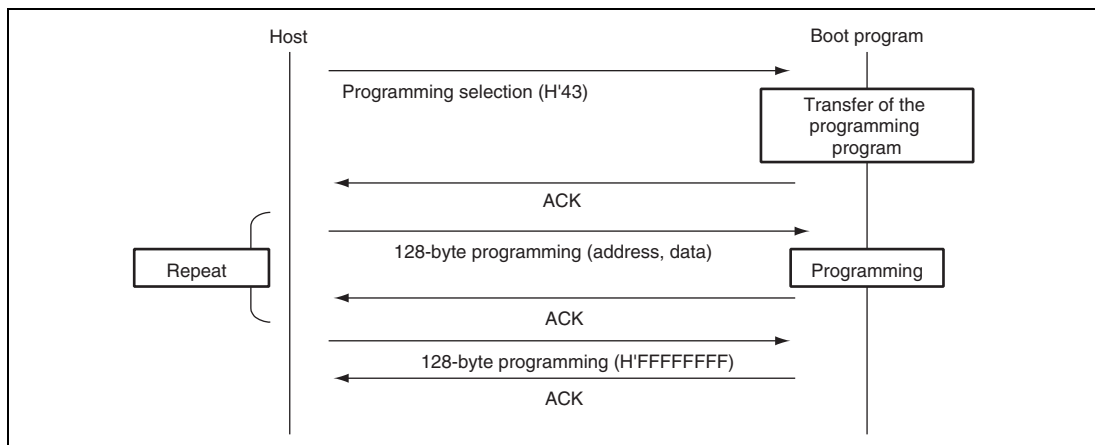 Host
Boot program
Programming selection (H'43)
Transfer of the
programming
program
ACK
128-byte programming (address, data)
Repeat
Programming
ACK
128-byte programming (H'FFFFFFFF)
ACK